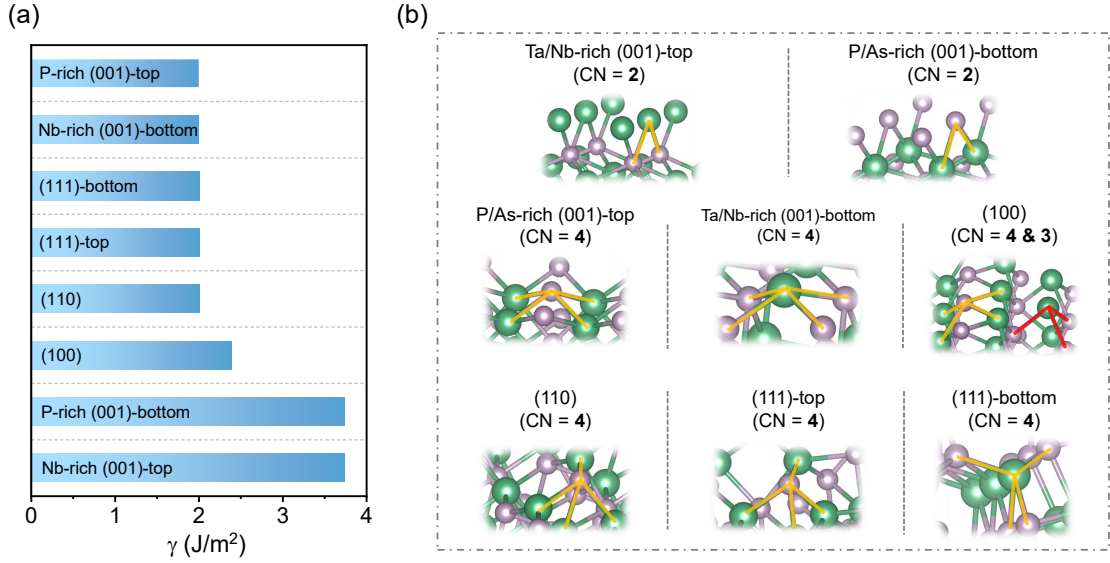 (a)
P-rich (001)-top
Nb-rich (001)-bottom
(111)-bottom
(111)-top
(110)
(100)
P-rich (001)-bottom
Nb-rich (001)-top
0 1 2 3 4
γ (J/m²)
(b)
Ta/Nb-rich (001)-top
(CN = 2)
P/As-rich (001)-bottom
(CN = 2)
P/As-rich (001)-top
(CN = 4)
Ta/Nb-rich (001)-bottom
(CN = 4)
(100)
(CN = 4 & 3)
(110)
(CN = 4)
(111)-top
(CN = 4)
(111)-bottom
(CN = 4)